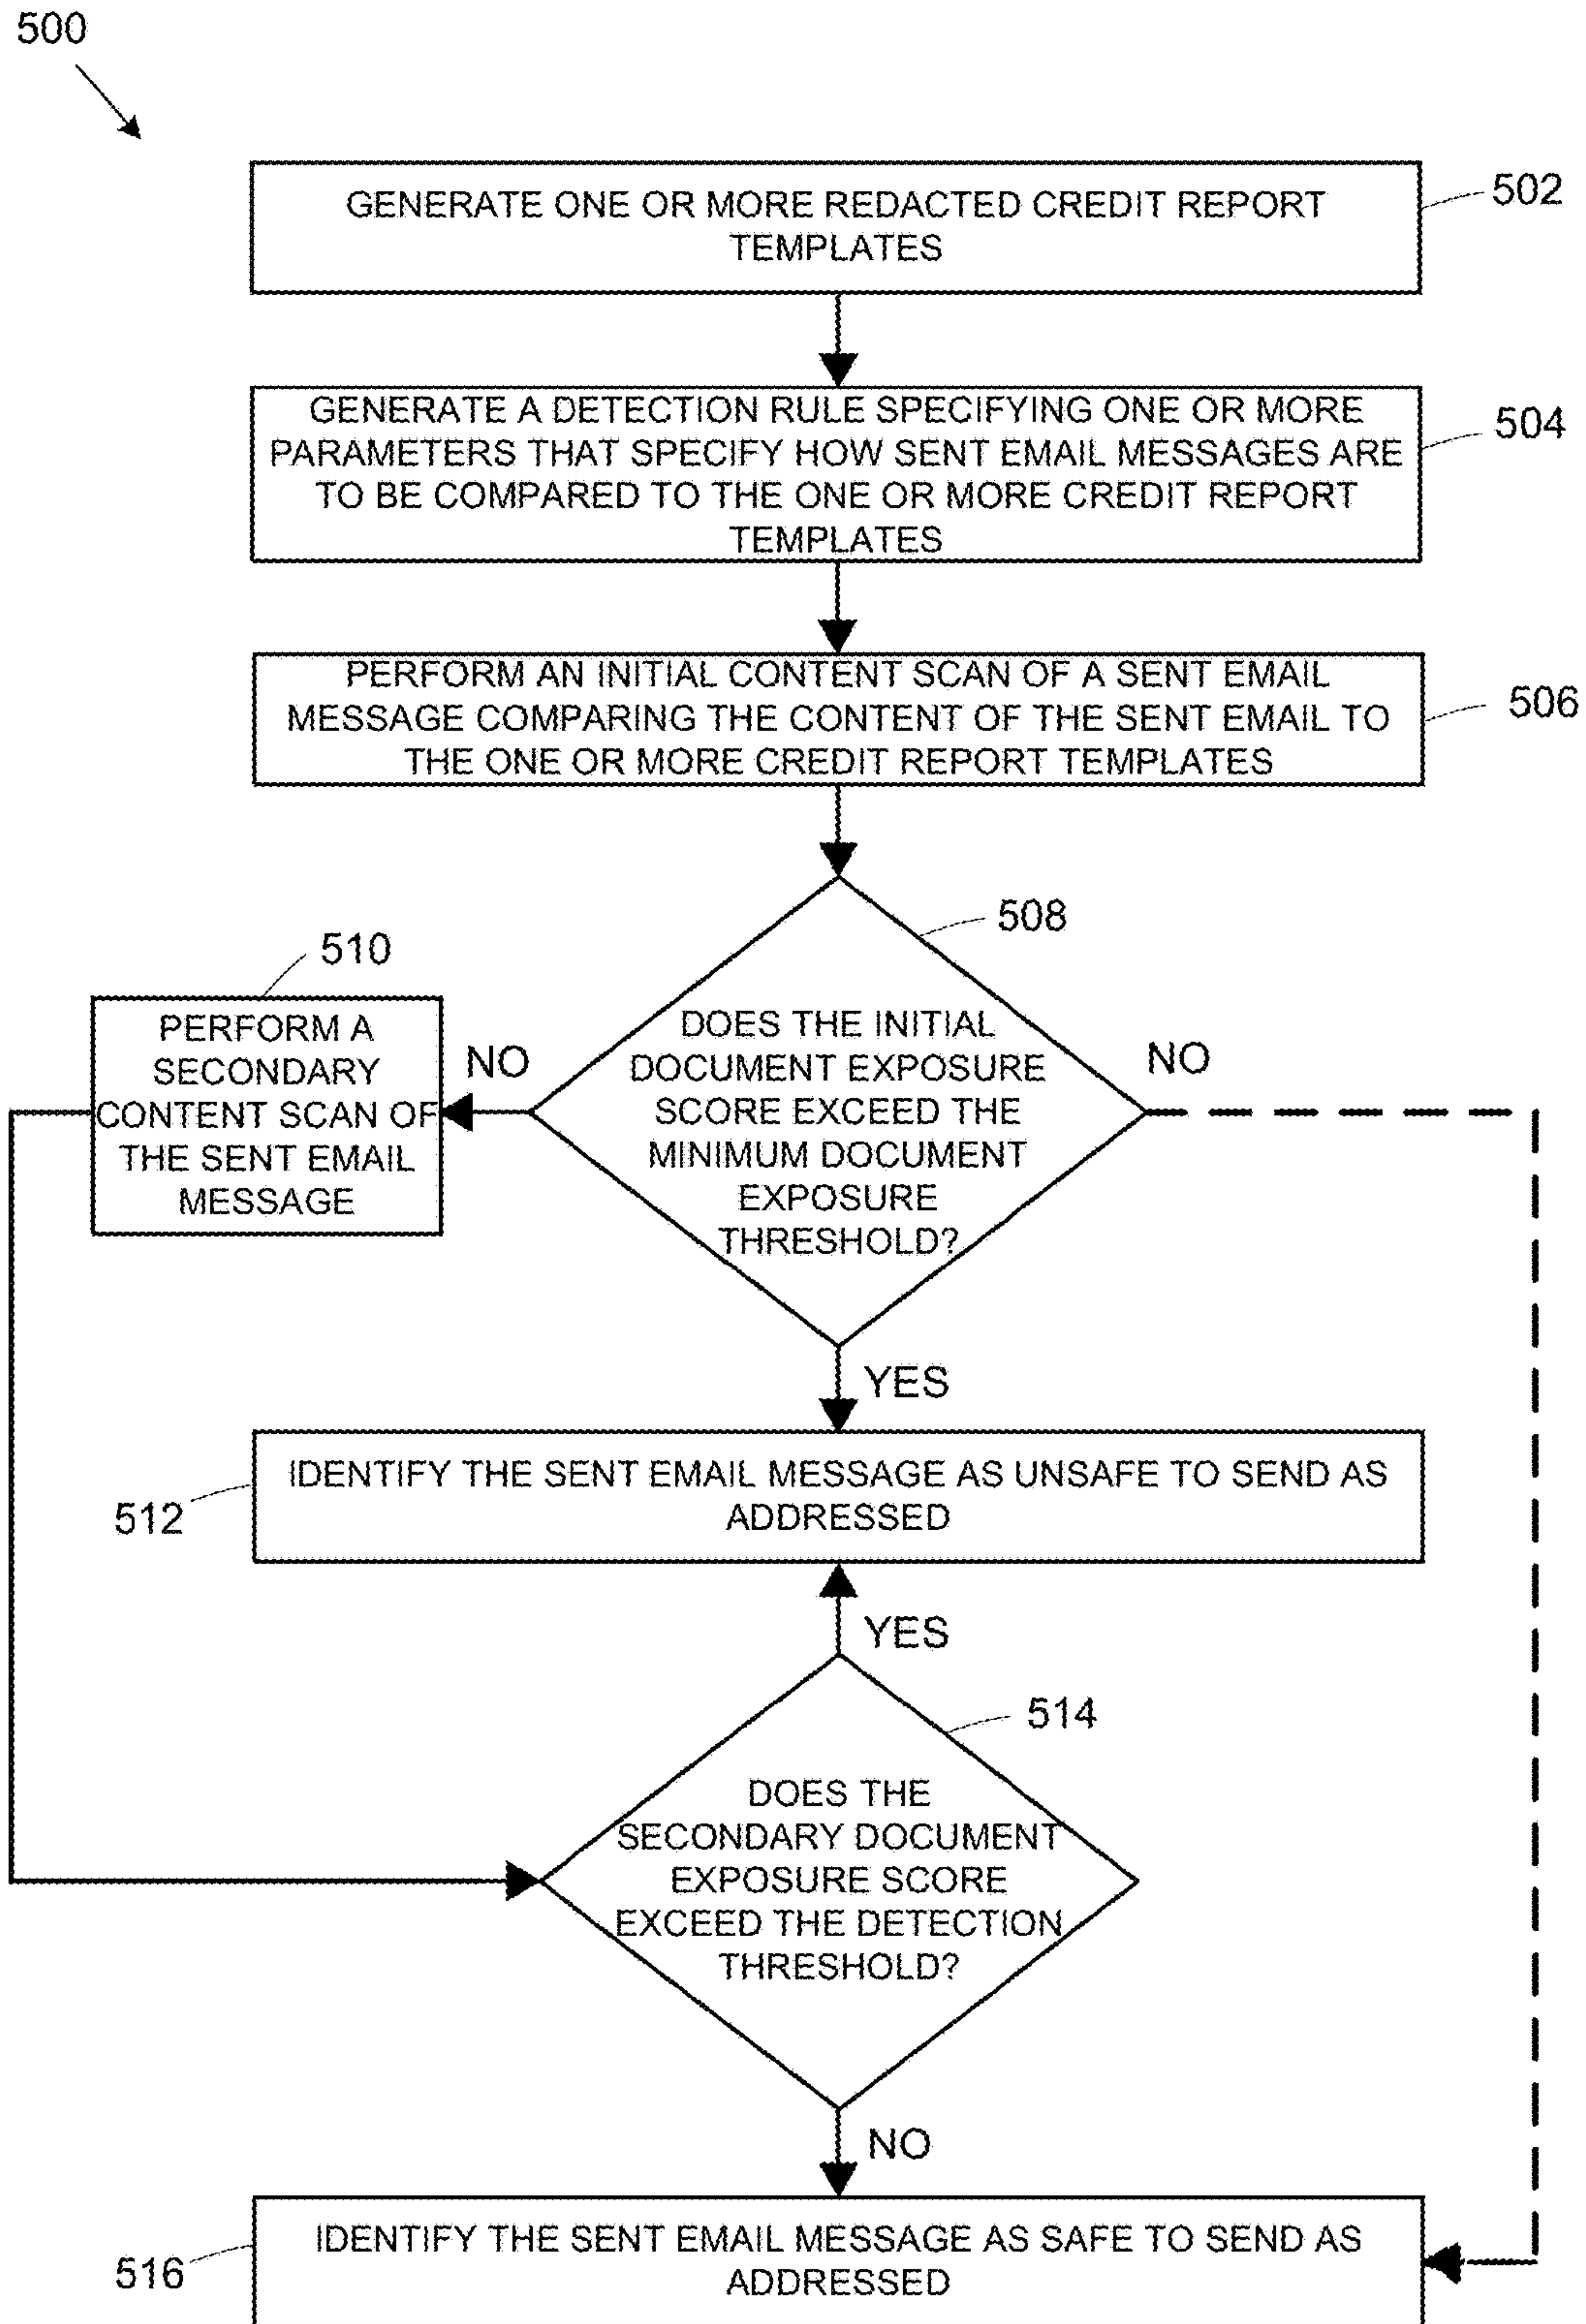 500
GENERATE ONE OR MORE REDACTED CREDIT REPORT
TEMPLATES
502
GENERATE A DETECTION RULE SPECIFYING ONE OR MORE
PARAMETERS THAT SPECIFY HOW SENT EMAIL MESSAGES ARE
TO BE COMPARED TO THE ONE OR MORE CREDIT REPORT
TEMPLATES
504
PERFORM AN INITIAL CONTENT SCAN OF A SENT EMAIL
MESSAGE COMPARING THE CONTENT OF THE SENT EMAIL TO
THE ONE OR MORE CREDIT REPORT TEMPLATES
506
508
510
PERFORM A
SECONDARY
CONTENT SCAN OF
THE SENT EMAIL
MESSAGE
NO
DOES THE INITIAL
DOCUMENT EXPOSURE
SCORE EXCEED THE
MINIMUM DOCUMENT
EXPOSURE
THRESHOLD?
NO
YES
IDENTIFY THE SENT EMAIL MESSAGE AS UNSAFE TO SEND AS
ADDRESSED
512
YES
514
DOES THE
SECONDARY DOCUMENT
EXPOSURE SCORE
EXCEED THE DETECTION
THRESHOLD?
NO
IDENTIFY THE SENT EMAIL MESSAGE AS SAFE TO SEND AS
ADDRESSED
516